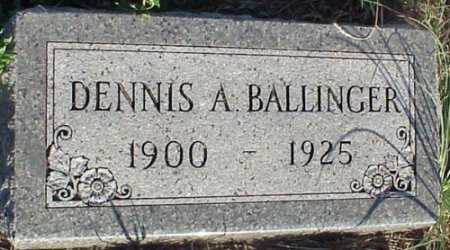 DENNIS A. BALLINGER
1900 - 1925